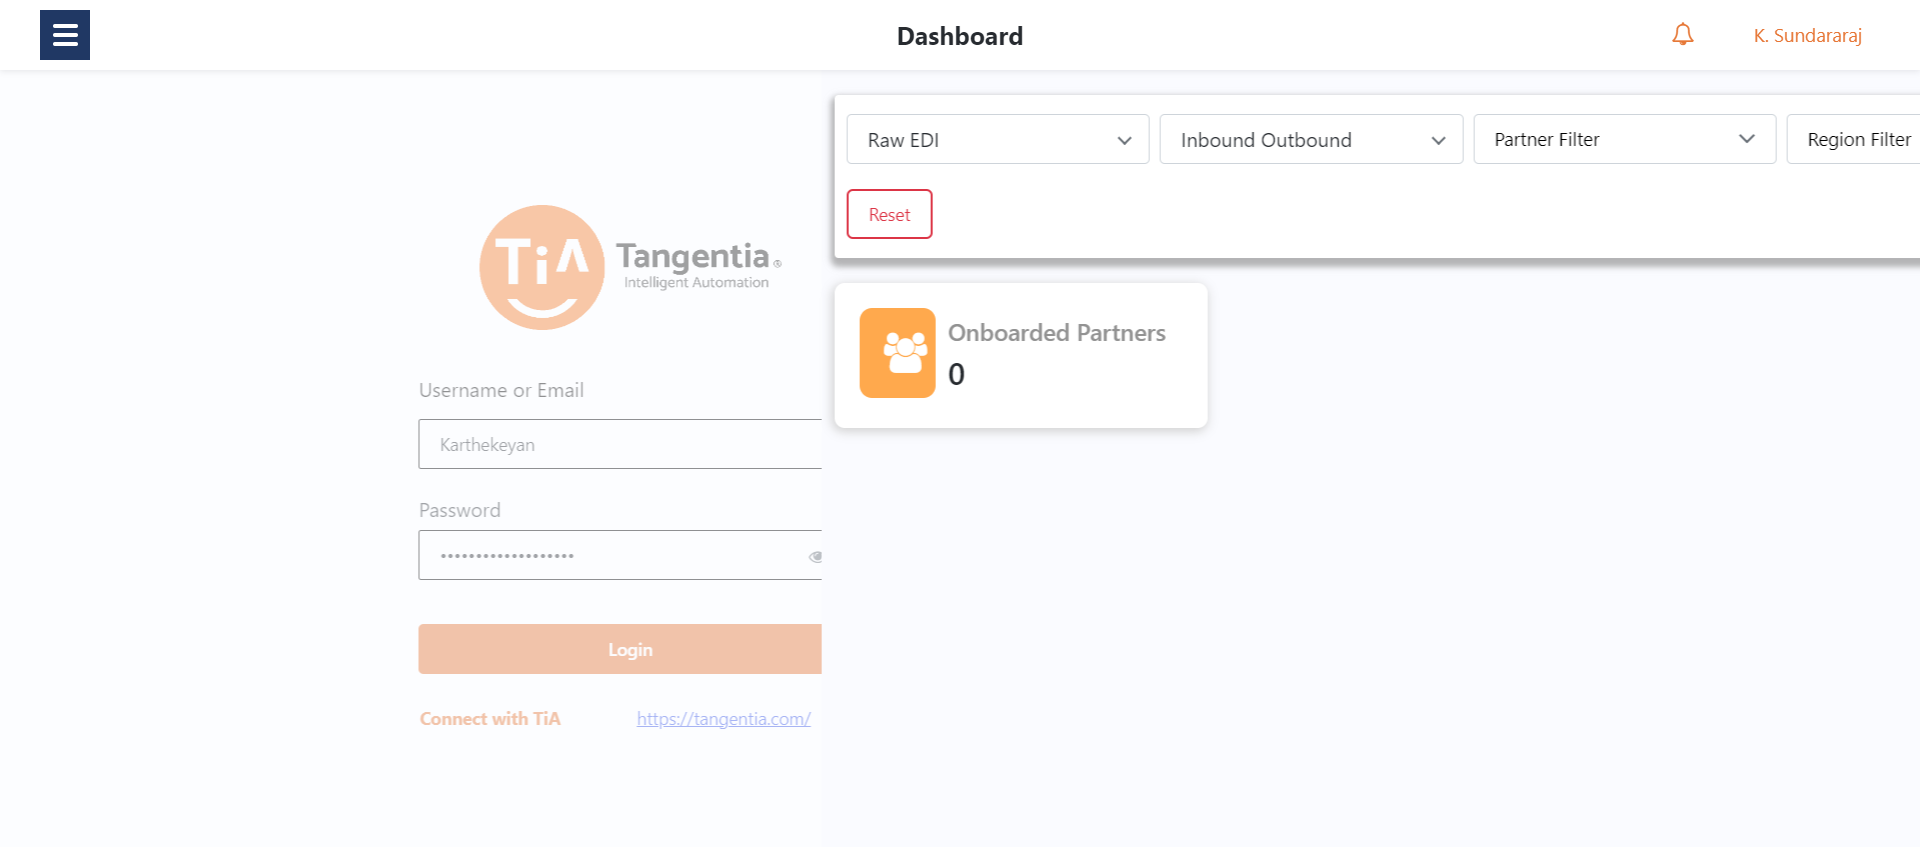 Dashboard
K. Sundararaj
Raw EDI
Inbound Outbound
Partner Filter
Region Filter
Reset
TiA Tangentia®
Intelligent Automation
Onboarded Partners
0
Username or Email
Karthekeyan
Password
•••••••••••••••••••
Login
Connect with TiA
https://tangentia.com/